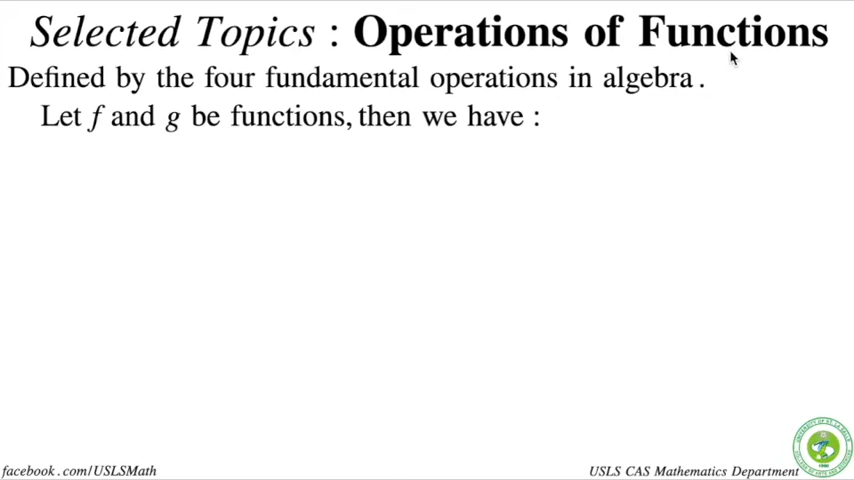 Selected Topics : Operations of Functions
Defined by the four fundamental operations in algebra .
Let f and g be functions, then we have :
facebook . com/USLSMath
USLS CAS Mathematics Department